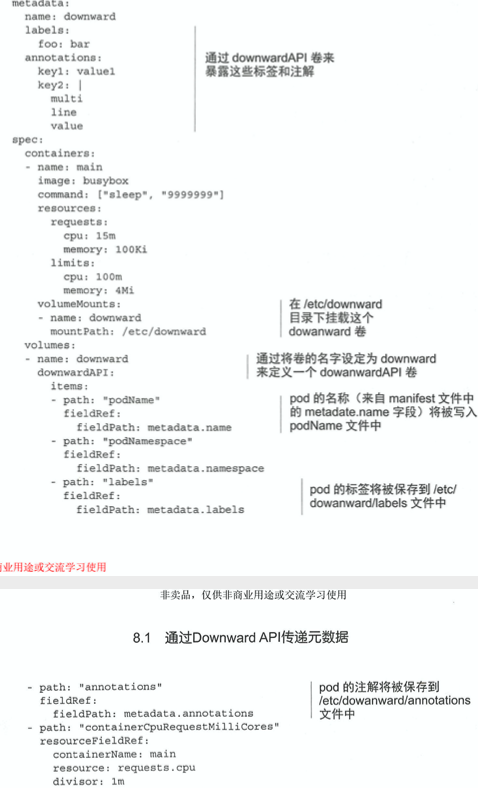 metadata:
name: downward
labels:
foo: bar
annotations:
key1: value1
key2: |
multi
line
value
通过 downwardAPI 卷来
暴露这些标签和注解
spec:
containers:
- name: main
image: busybox
command: ["sleep", "9999999"]
resources:
requests:
cpu: 15m
memory: 100Ki
limits:
cpu: 100m
memory: 4Mi
volumeMounts:
- name: downward
mountPath: /etc/downward
在 /etc/downward
目录下挂载这个
dowanward 卷
volumes:
- name: downward
downwardAPI:
通过将卷的名字设定为 downward
来定义一个 dowanwardAPI 卷
items:
- path: "podName"
fieldRef:
fieldPath: metadata.name
pod 的名称（来自 manifest 文件中
的 metadate.name 字段）将被写入
podName 文件中
- path: "podNamespace"
fieldRef:
fieldPath: metadata.namespace
- path: "labels"
fieldRef:
fieldPath: metadata.labels
pod 的标签将被保存到 /etc/
dowanward/labels 文件中
商业用途或交流学习使用
非卖品，仅供非商业用途或交流学习使用
8.1 通过Downward API传递元数据
- path: "annotations"
fieldRef:
fieldPath: metadata.annotations
pod 的注解将被保存到
/etc/dowanward/annotations
文件中
- path: "containerCpuRequestMilliCores"
resourceFieldRef:
containerName: main
resource: requests.cpu
divisor: 1m